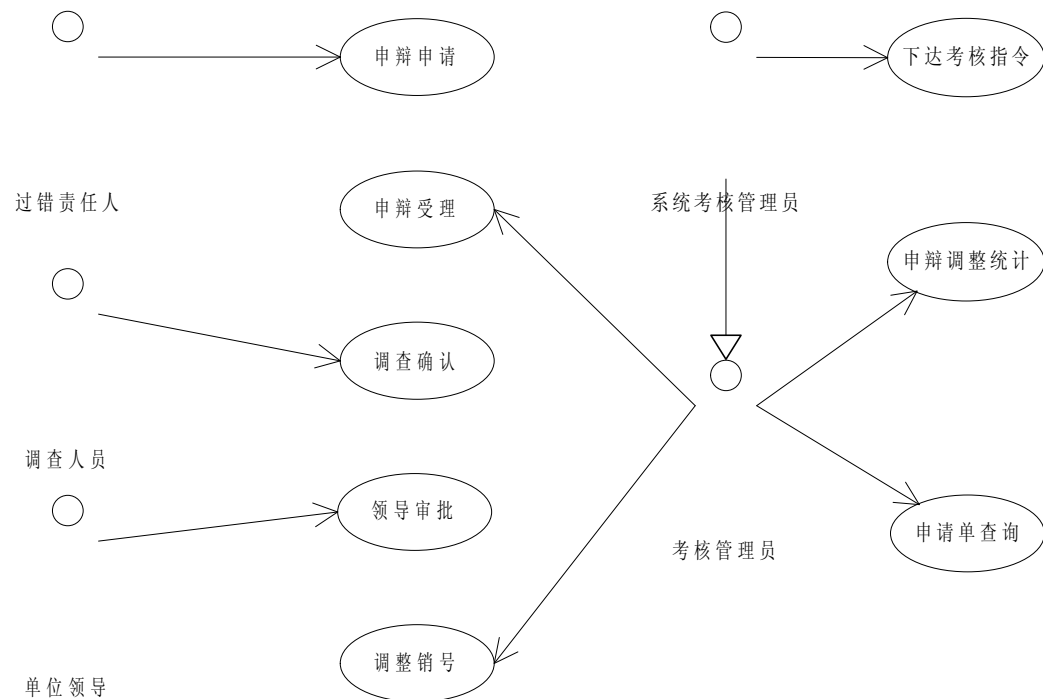 申辩申请
下达考核指令
过错责任人
申辩受理
系统考核管理员
申辩调整统计
调查确认
调查人员
领导审批
考核管理员
申请单查询
调整销号
单位领导